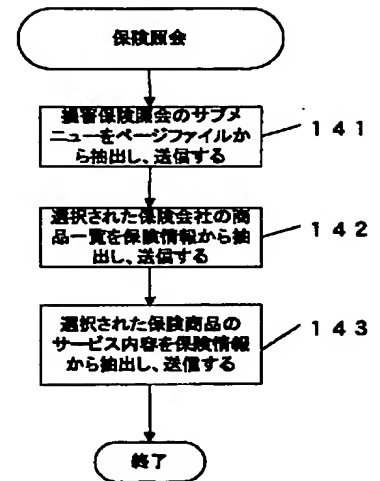 保険照会
損害保険照会のサブメ
ニューをページファイルか
ら抽出し、送信する
141
選択された保険会社の商
品一覧を保険情報から抽
出し、送信する
142
選択された保険商品の
サービス内容を保険情報
から抽出し、送信する
143
終了